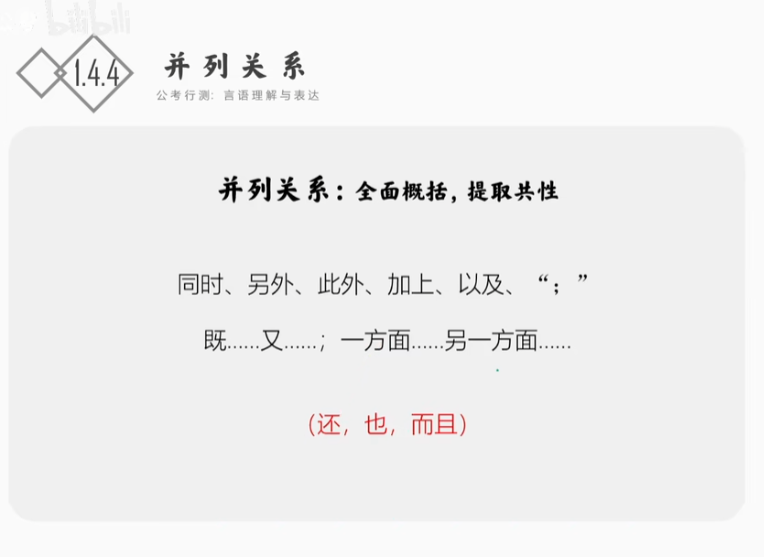 bilibili
1.4.4
并列关系
公考行测: 言语理解与表达
并列关系：全面概括，提取共性
同时、另外、此外、加上、以及、“；”
既……又……；一方面……另一方面……
（还，也，而且）